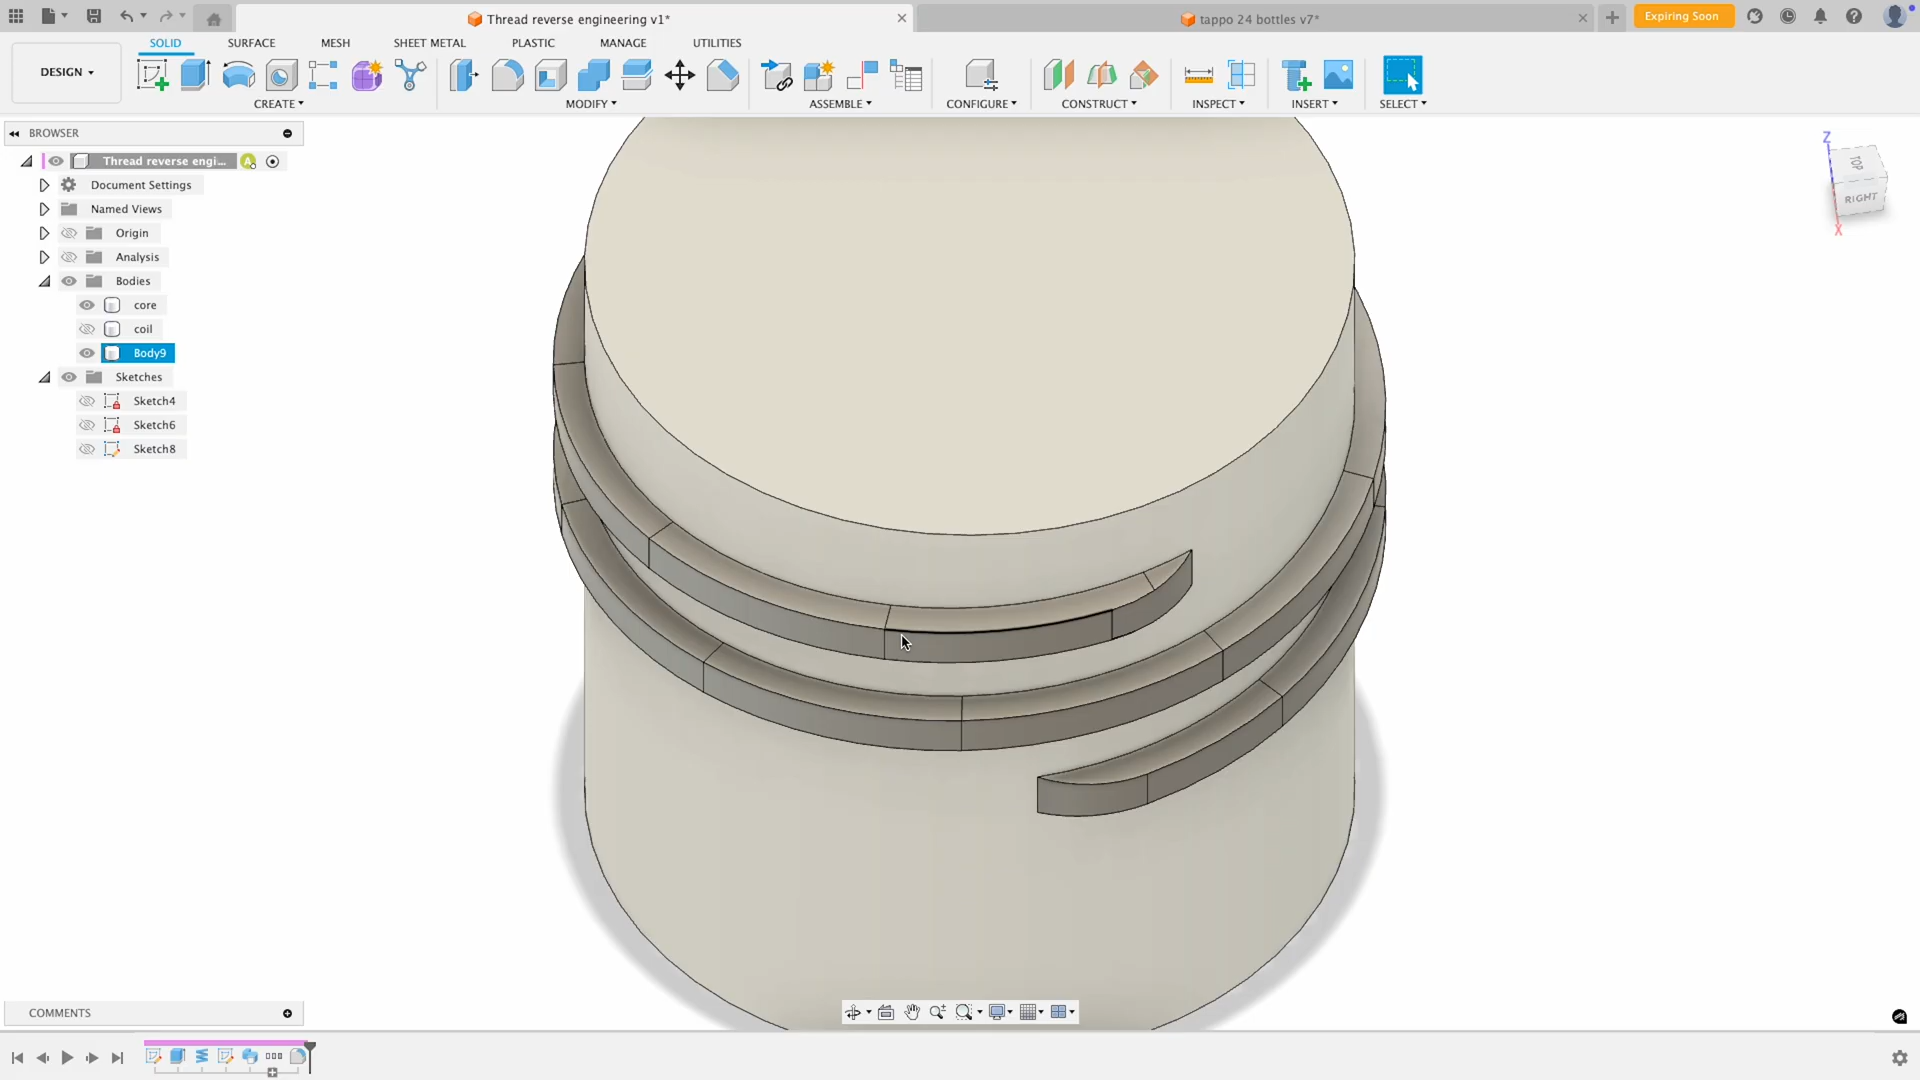 Thread reverse engineering v1*
tappo 24 bottles v7*
Expiring Soon
DESIGN
SOLID
SURFACE
MESH
SHEET METAL
PLASTIC
MANAGE
UTILITIES
CREATE
MODIFY
ASSEMBLE
CONFIGURE
CONSTRUCT
INSPECT
INSERT
SELECT
BROWSER
Thread reverse engi...
A
Document Settings
Named Views
Origin
Analysis
Bodies
core
coil
Body9
Sketches
Sketch4
Sketch6
Sketch8
Z
TOP
RIGHT
X
COMMENTS